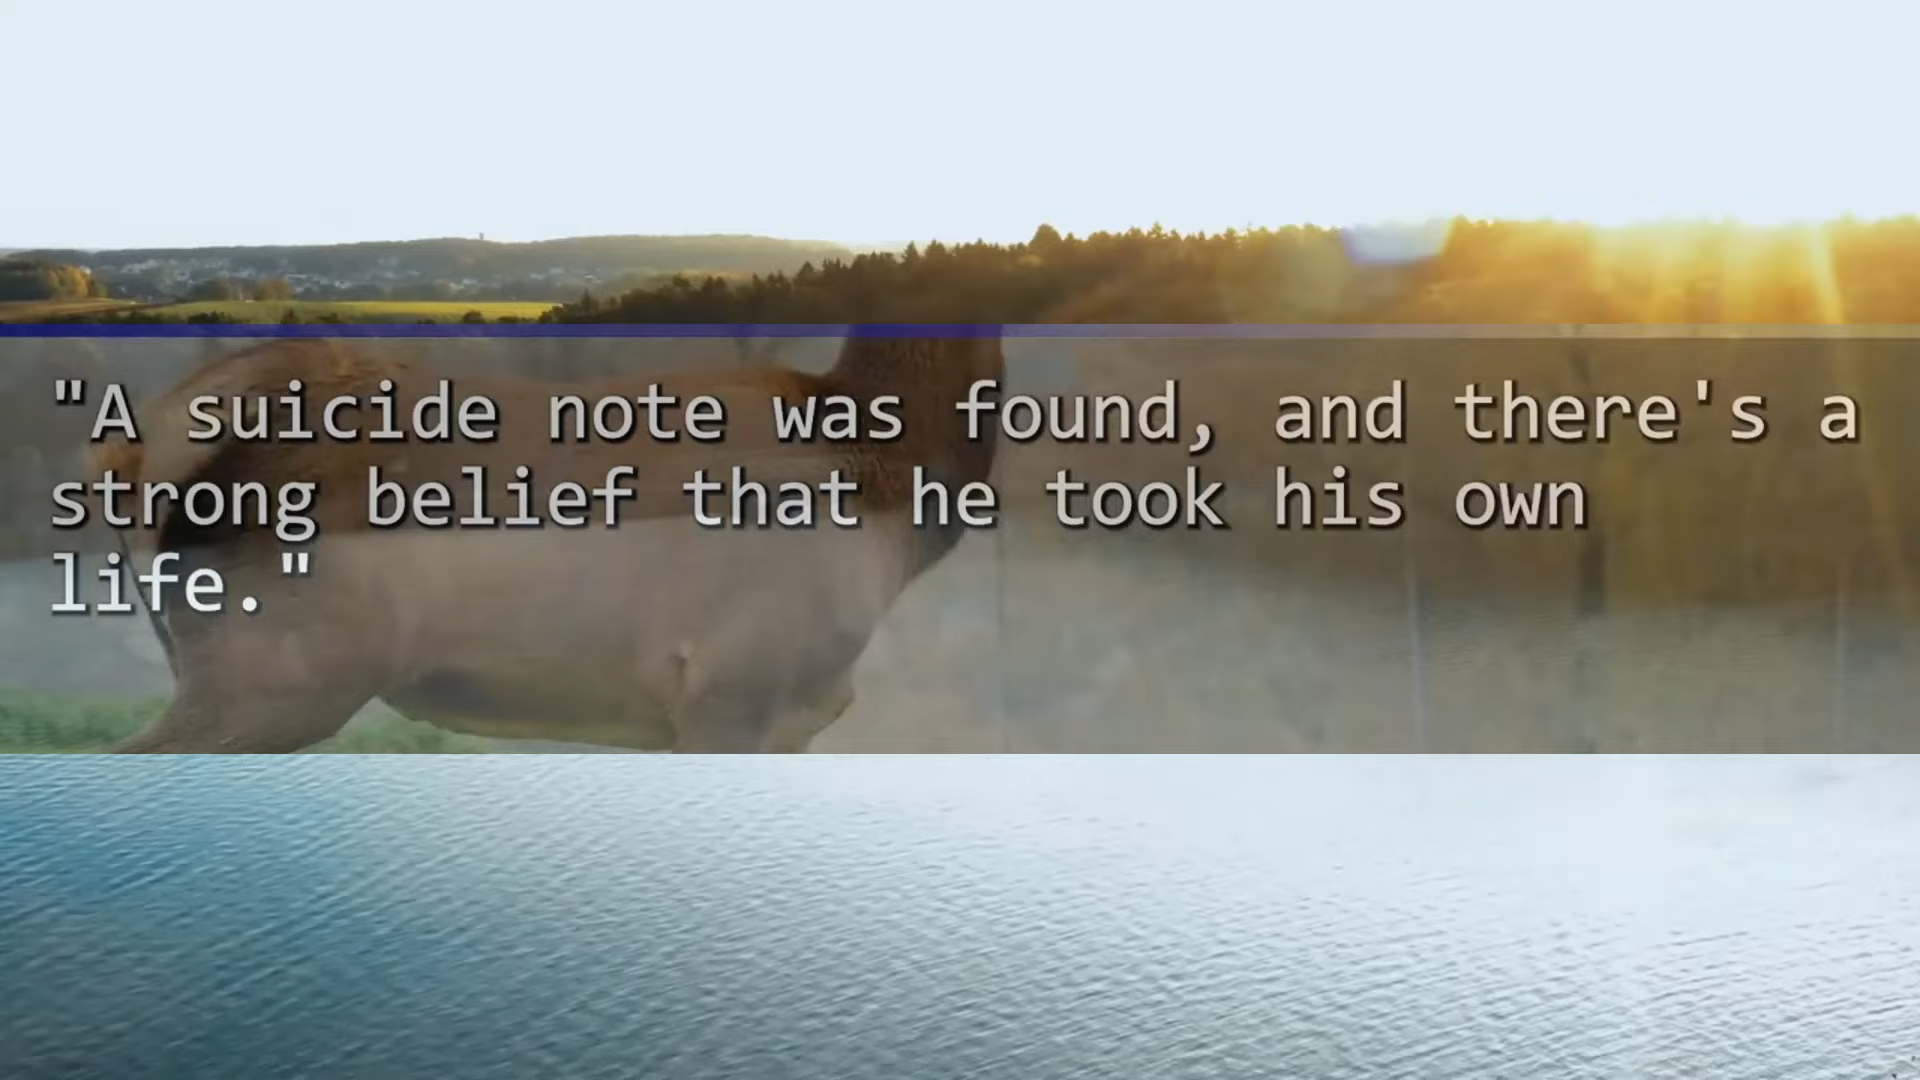 "A suicide note was found, and there's a
strong belief that he took his own
life."